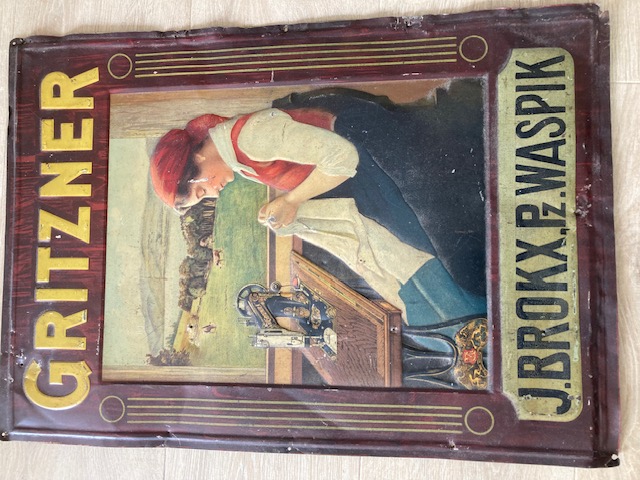 GRITZNER
J.BROKX, Pz. WASPIK